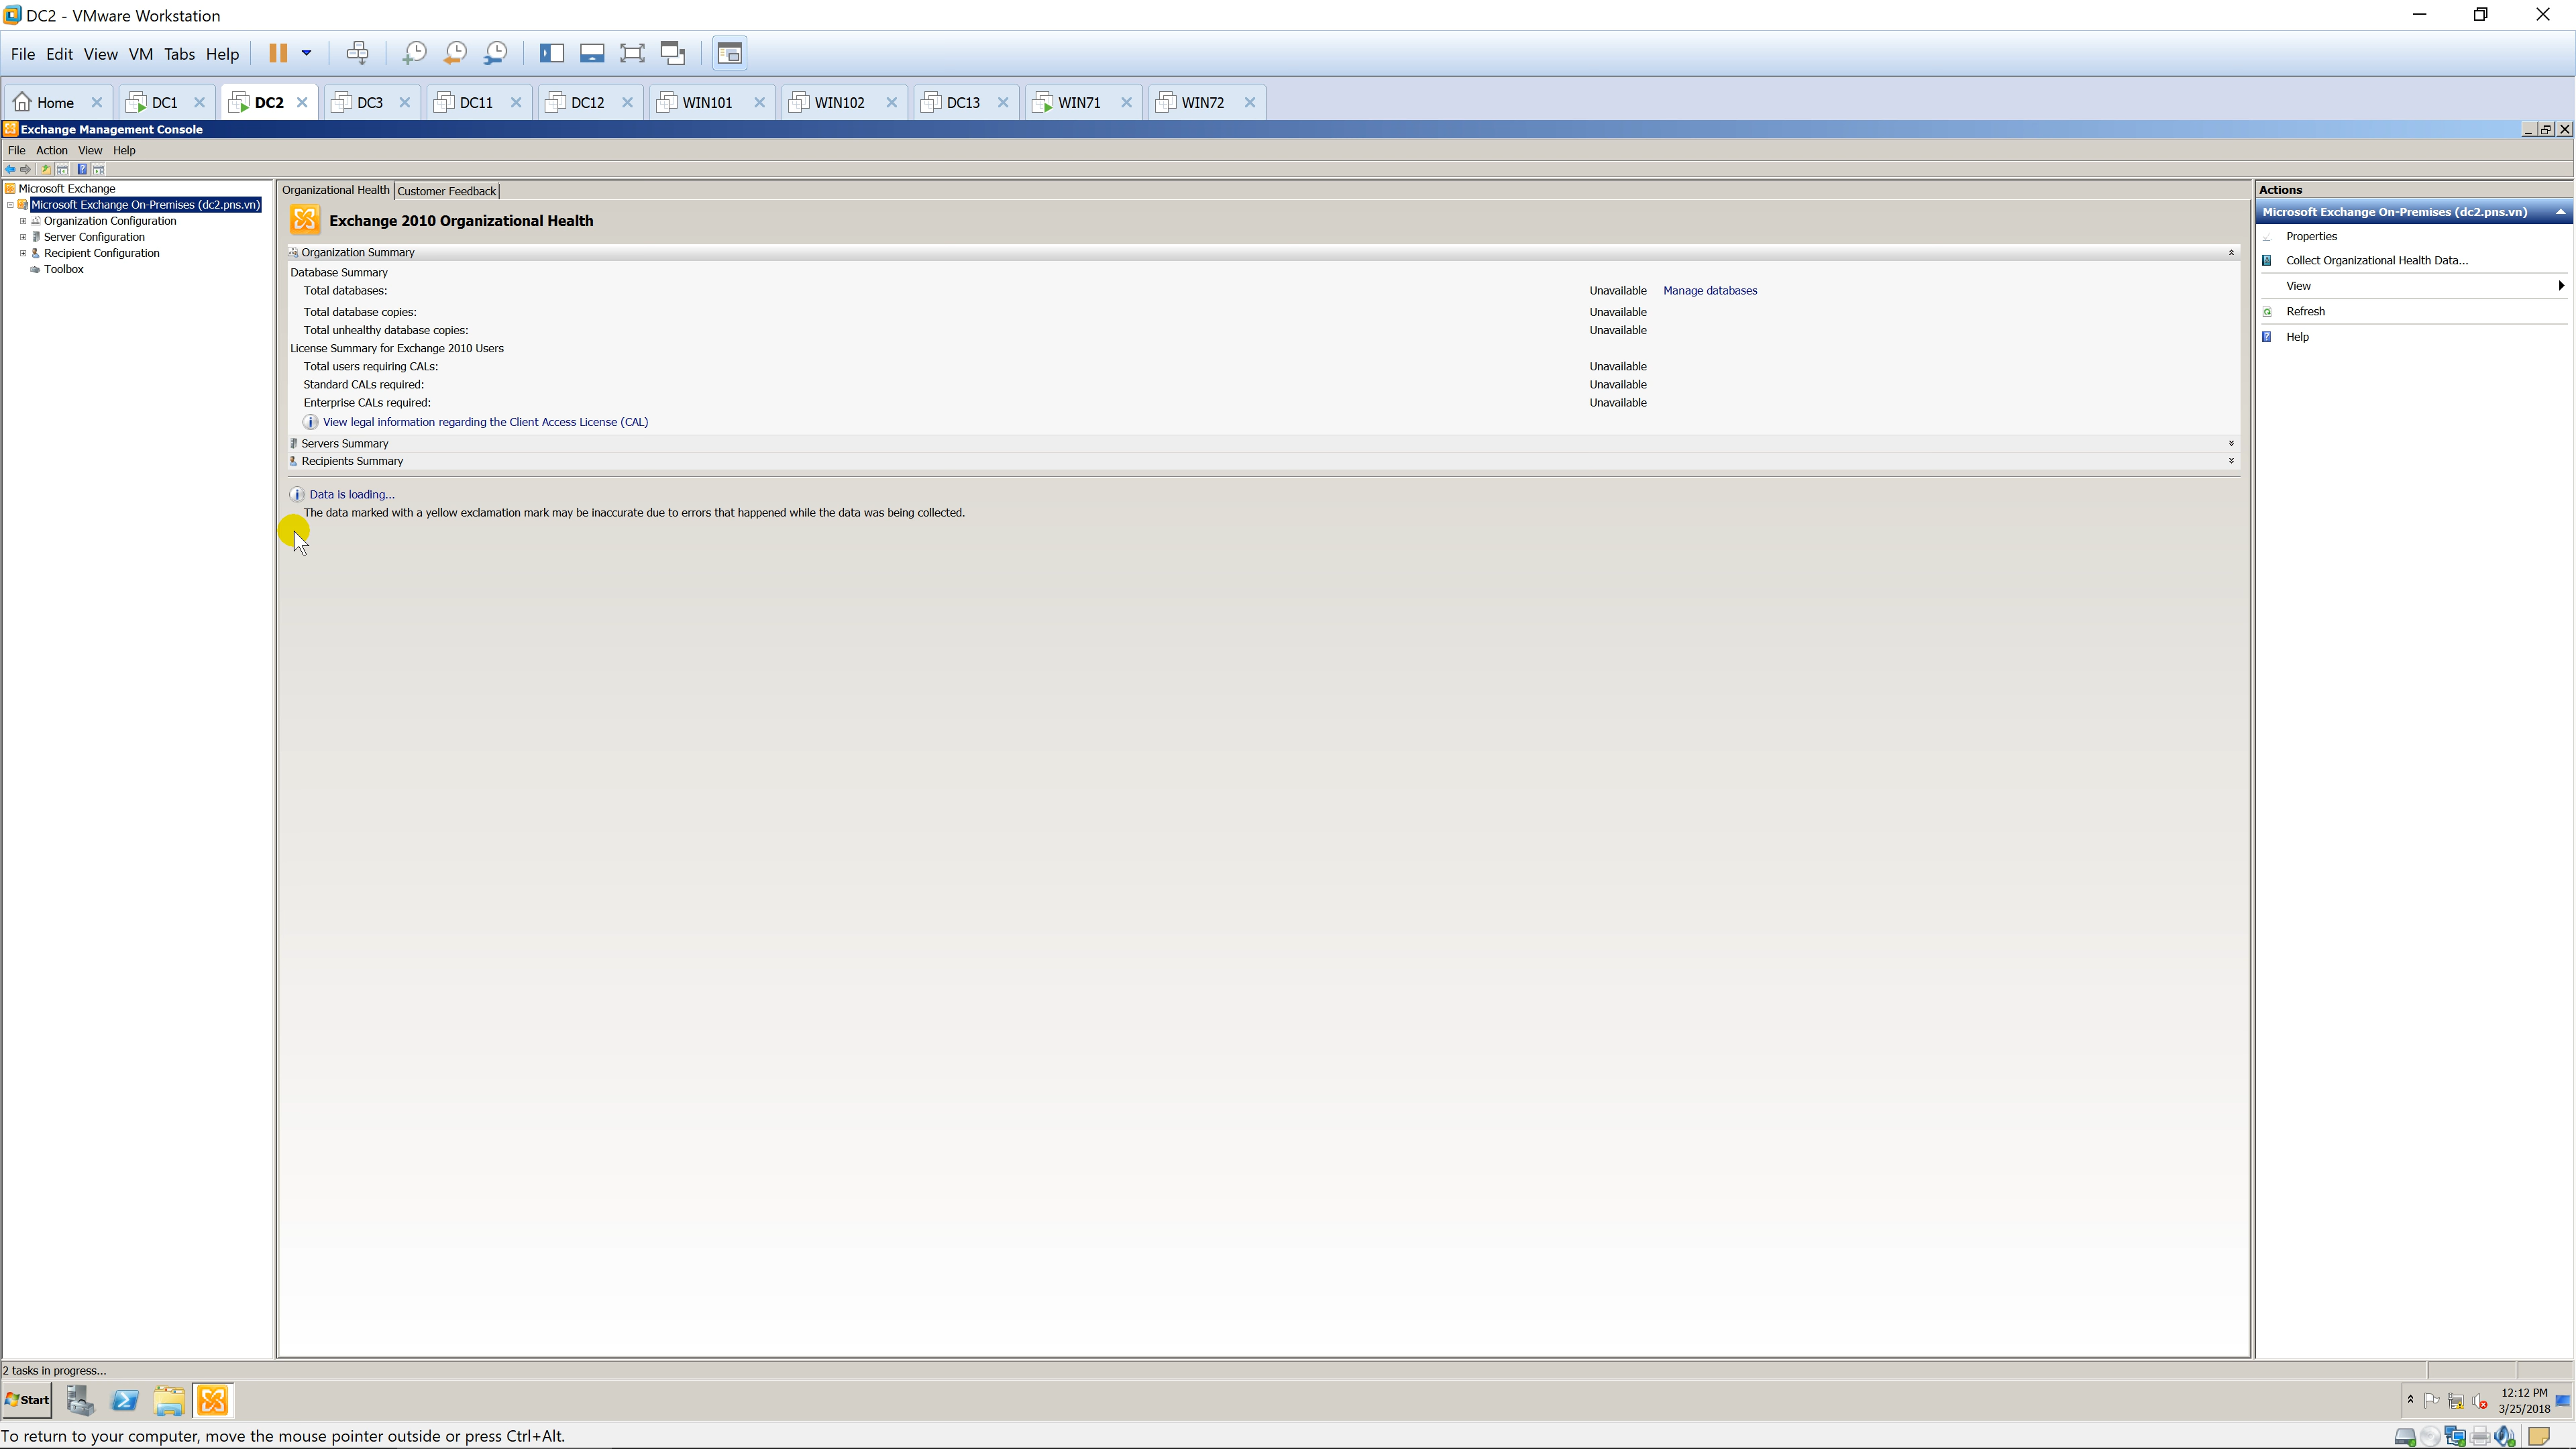 DC2 - VMware Workstation
File Edit View VM Tabs Help
Home DC1 DC2 DC3 DC11 DC12 WIN101 WIN102 DC13 WIN71 WIN72
Exchange Management Console
File Action View Help
Microsoft Exchange
Microsoft Exchange On-Premises (dc2.pns.vn)
Organization Configuration
Server Configuration
Recipient Configuration
Toolbox
Organizational Health Customer Feedback
Exchange 2010 Organizational Health
Organization Summary
Database Summary
Total databases: Unavailable Manage databases
Total database copies: Unavailable
Total unhealthy database copies: Unavailable
License Summary for Exchange 2010 Users
Total users requiring CALs: Unavailable
Standard CALs required: Unavailable
Enterprise CALs required: Unavailable
View legal information regarding the Client Access License (CAL)
Servers Summary
Recipients Summary
Data is loading...
The data marked with a yellow exclamation mark may be inaccurate due to errors that happened while the data was being collected.
Actions
Microsoft Exchange On-Premises (dc2.pns.vn)
Properties
Collect Organizational Health Data...
View
Refresh
Help
2 tasks in progress...
Start
12:12 PM
3/25/2018
To return to your computer, move the mouse pointer outside or press Ctrl+Alt.